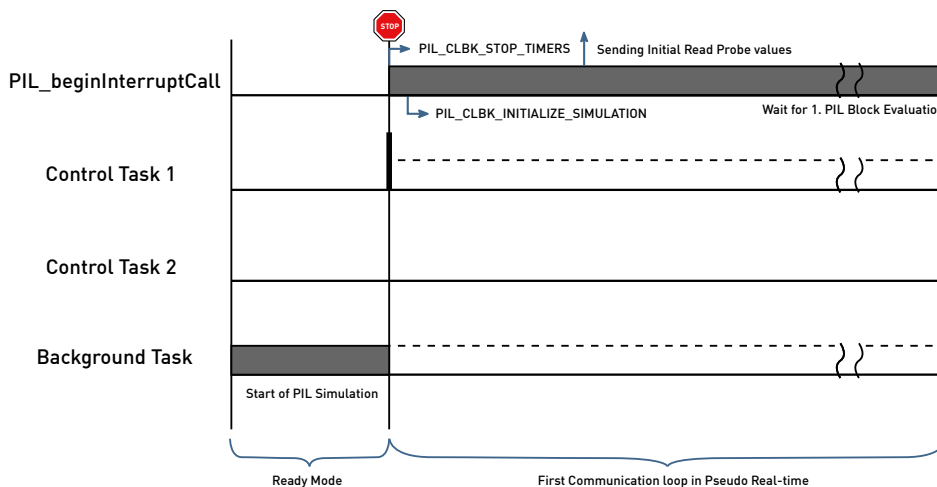 STOP
PIL_CLBK_STOP_TIMERS
Sending Initial Read Probe values
PIL_beginInterruptCall
PIL_CLBK_INITIALIZE_SIMULATION
Wait for 1. PIL Block Evaluatio
Control Task 1
Control Task 2
Background Task
Start of PIL Simulation
Ready Mode
First Communication loop in Pseudo Real-time